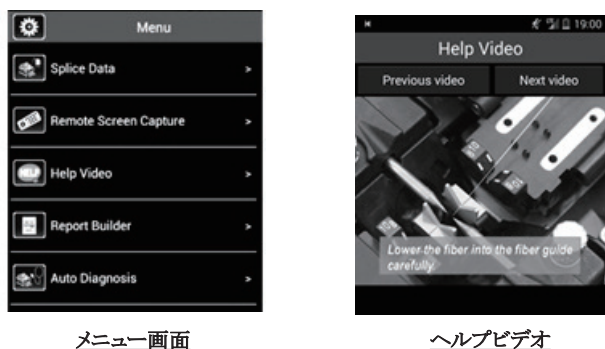 Menu
Splice Data >
Remote Screen Capture >
HELP
Help Video >
Report Builder >
Auto Diagnosis >
メニュー画面
19:00
Help Video
Previous video
Next video
Lower the fiber into the fiber guide
carefully.
ヘルプビデオ